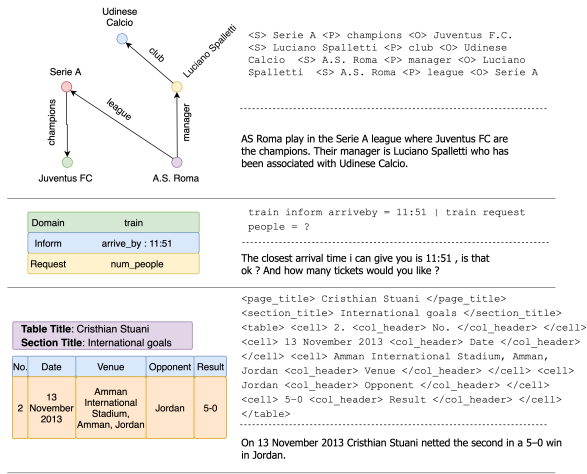 Udinese
Calcio
club
Luciano Spalletti
Serie A
champions
league
manager
Juventus FC
A.S. Roma
<S> Serie A <P> champions <O> Juventus F.C.
<S> Luciano Spalletti <P> club <O> Udinese
Calcio <S> A.S. Roma <P> manager <O> Luciano
Spalletti <S> A.S. Roma <P> league <O> Serie A
AS Roma play in the Serie A league where Juventus FC are
the champions. Their manager is Luciano Spalletti who has
been associated with Udinese Calcio.
Domain train
Inform arrive_by : 11:51
Request num_people
train inform arriveby = 11:51 | train request
people = ?
The closest arrival time i can give you is 11:51 , is that
ok ? And how many tickets would you like ?
Table Title: Cristhian Stuani
Section Title: International goals
No. Date Venue Opponent Result
2 13 November 2013 Amman International Stadium, Amman, Jordan Jordan 5-0
<page_title> Cristhian Stuani </page_title>
<section_title> International goals </section_title>
<table> <cell> 2. <col_header> No. </col_header> </cell>
<cell> 13 November 2013 <col_header> Date </col_header>
</cell> <cell> Amman International Stadium, Amman,
Jordan <col_header> Venue </col_header> </cell> <cell>
Jordan <col_header> Opponent </col_header> </cell>
<cell> 5-0 <col_header> Result </col_header> </cell>
</table>
On 13 November 2013 Cristhian Stuani netted the second in a 5–0 win
in Jordan.